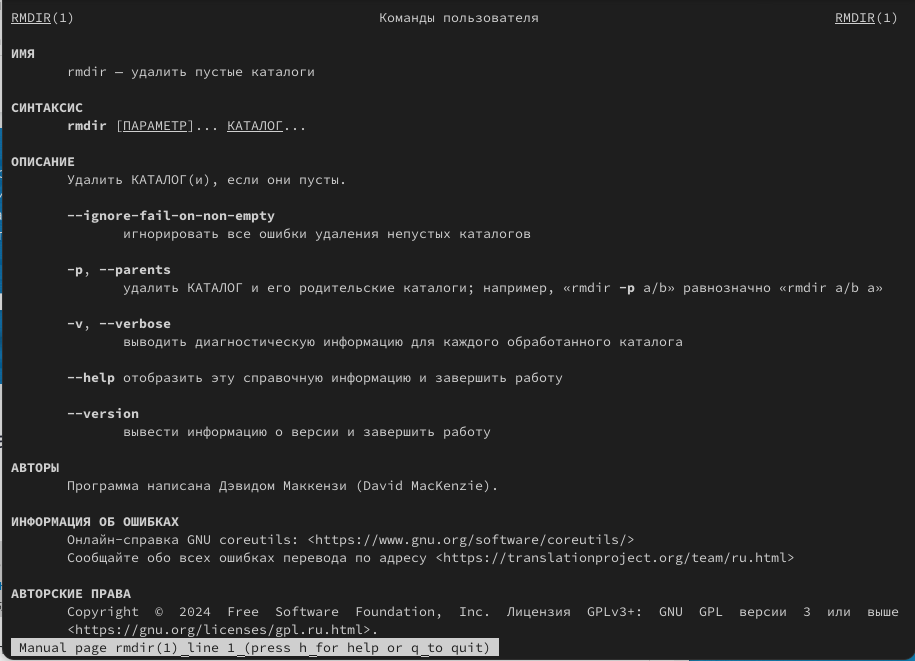 RMDIR(1) Команды пользователя RMDIR(1)
ИМЯ
rmdir — удалить пустые каталоги
СИНТАКСИС
rmdir [ПАРАМЕТР]... КАТАЛОГ...
ОПИСАНИЕ
Удалить КАТАЛОГ(и), если они пусты.
--ignore-fail-on-non-empty
игнорировать все ошибки удаления непустых каталогов
-p, --parents
удалить КАТАЛОГ и его родительские каталоги; например, «rmdir -p a/b» равнозначно «rmdir a/b a»
-v, --verbose
выводить диагностическую информацию для каждого обработанного каталога
--help отобразить эту справочную информацию и завершить работу
--version
вывести информацию о версии и завершить работу
АВТОРЫ
Программа написана Дэвидом Маккензи (David MacKenzie).
ИНФОРМАЦИЯ ОБ ОШИБКАХ
Онлайн-справка GNU coreutils: <https://www.gnu.org/software/coreutils/>
Сообщайте обо всех ошибках перевода по адресу <https://translationproject.org/team/ru.html>
АВТОРСКИЕ ПРАВА
Copyright © 2024 Free Software Foundation, Inc. Лицензия GPLv3+: GNU GPL версии 3 или выше
<https://gnu.org/licenses/gpl.ru.html>.
Manual page rmdir(1) line 1 (press h for help or q to quit)